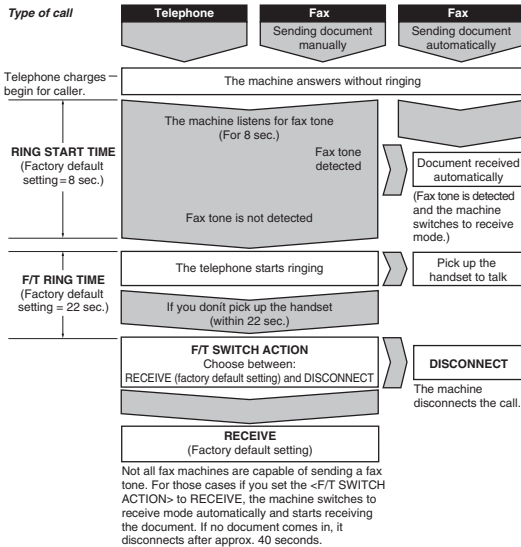 Type of call
Telephone
Fax
Fax
Sending document
manually
Sending document
automatically
Telephone charges
begin for caller.
The machine answers without ringing
The machine listens for fax tone
(For 8 sec.)
RING START TIME
(Factory default
setting=8 sec.)
Fax tone
detected
Document received
automatically
(Fax tone is detected
and the machine
switches to receive
mode.)
Fax tone is not detected
F/T RING TIME
(Factory default
setting = 22 sec.)
The telephone starts ringing
Pick up the
handset to talk
If you donít pick up the handset
(within 22 sec.)
F/T SWITCH ACTION
Choose between:
RECEIVE (factory default setting) and DISCONNECT
DISCONNECT
The machine
disconnects the call.
RECEIVE
(Factory default setting)
Not all fax machines are capable of sending a fax
tone. For those cases if you set the <F/T SWITCH
ACTION> to RECEIVE, the machine switches to
receive mode automatically and starts receiving
the document. If no document comes in, it
disconnects after approx. 40 seconds.